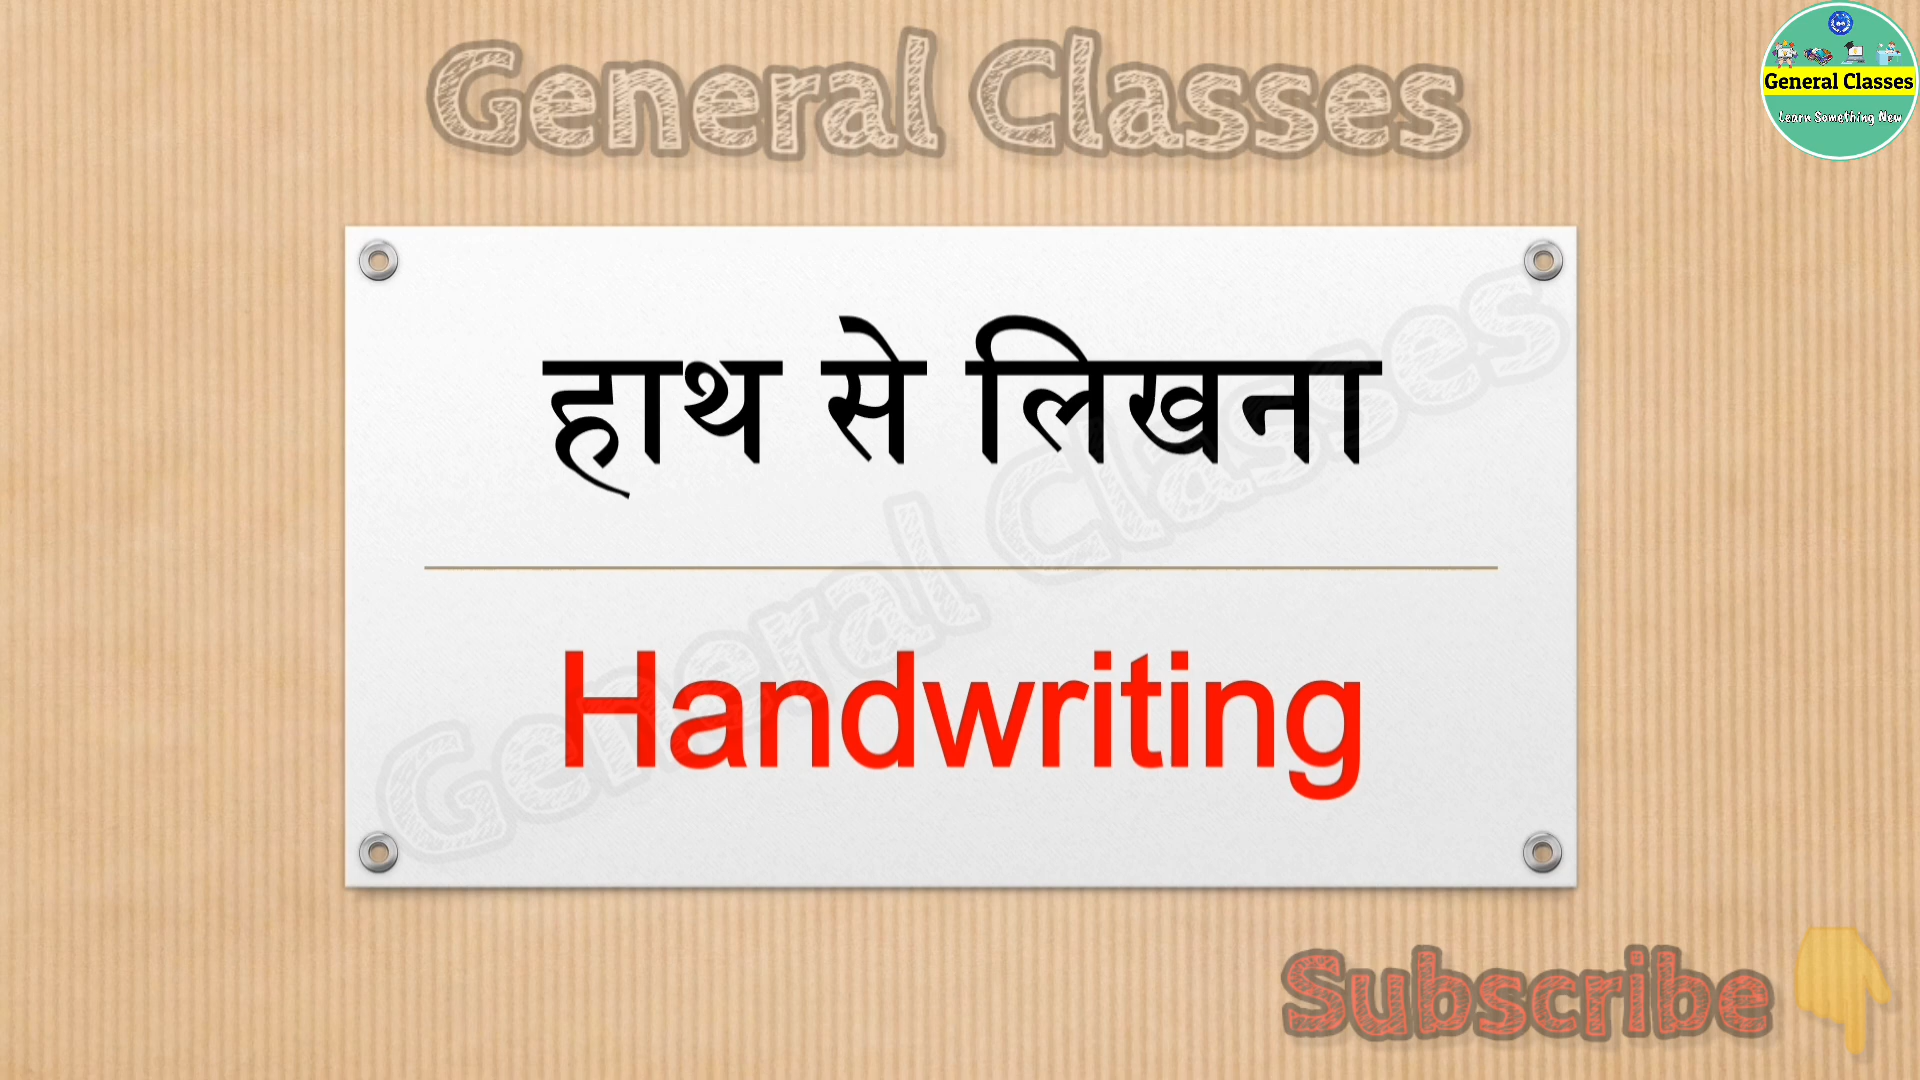 General Classes
General Classes
Learn Something New
हाथ से लिखना
General Classes
Handwriting
Subscribe